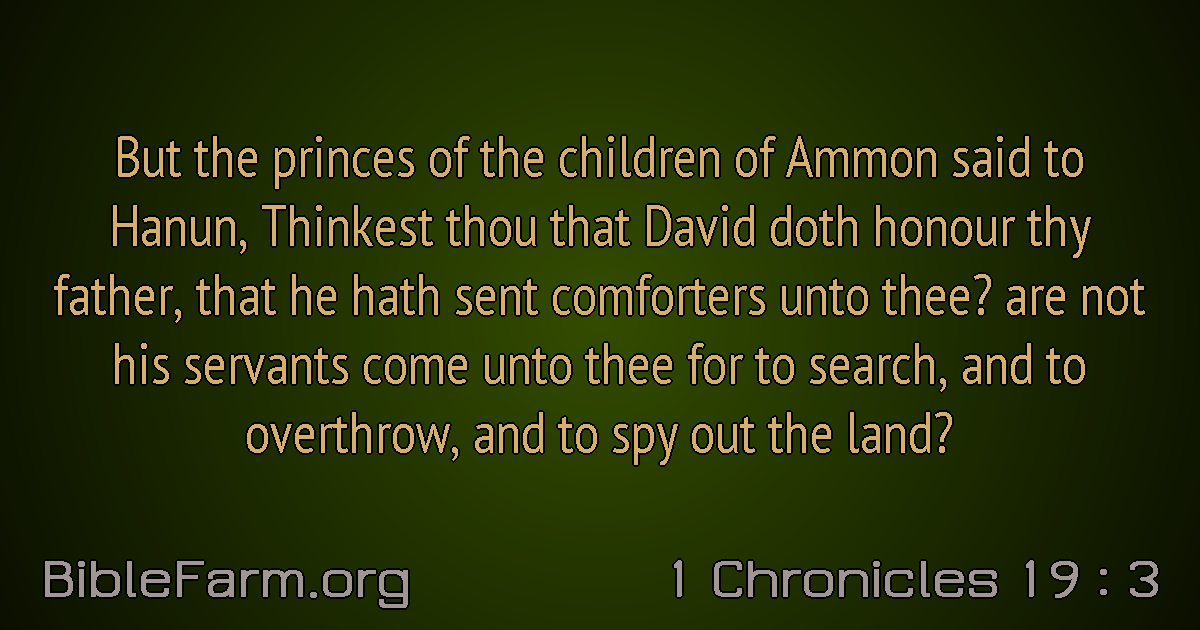 But the princes of the children of Ammon said to
Hanun, Thinkest thou that David doth honour thy
father, that he hath sent comforters unto thee? are not
his servants come unto thee for to search, and to
overthrow, and to spy out the land?
BibleFarm.org
1 Chronicles 19 : 3